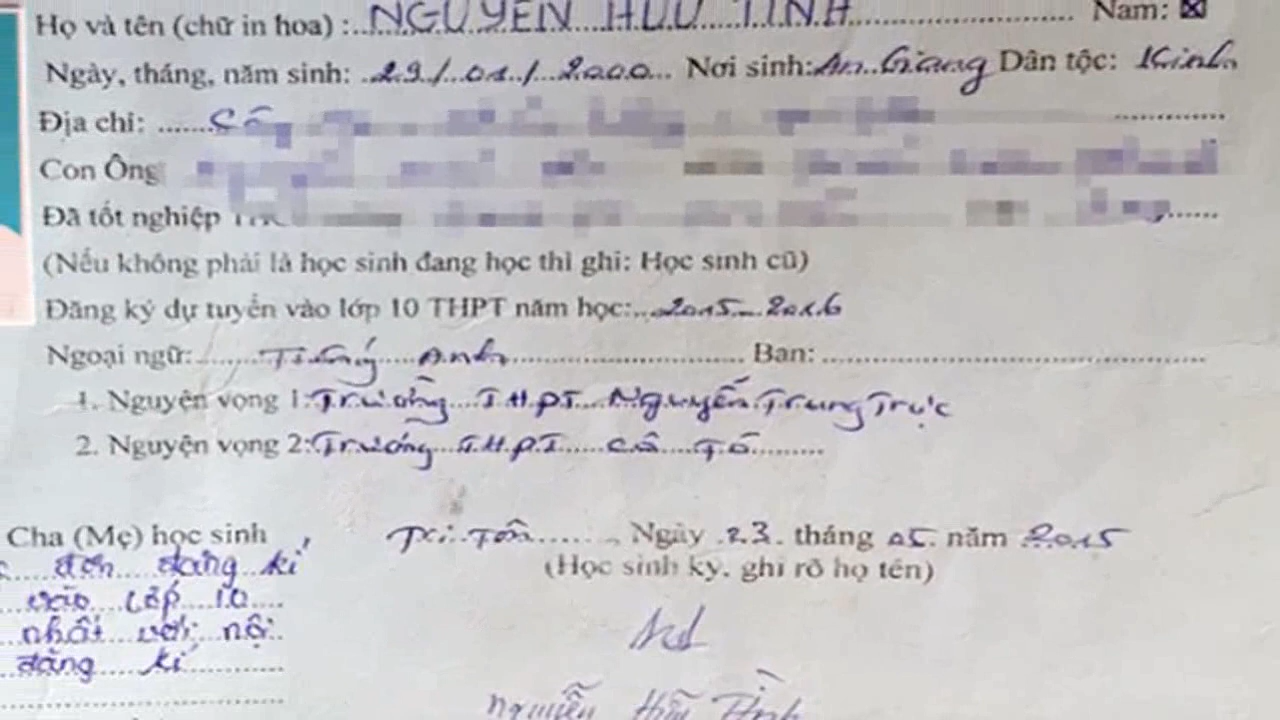 Họ và tên (chữ in hoa) :...NGUYỄN HỮU TÌNH............ Nam: ☒
Ngày, tháng, năm sinh: 29/01/2000... Nơi sinh: An Giang Dân tộc: Kinh
Địa chỉ: ......
Con Ông
Đã tốt nghiệp
(Nếu không phải là học sinh đang học thì ghi: Học sinh cũ)
Đăng ký dự tuyển vào lớp 10 THPT năm học:...2015-2016
Ngoại ngữ:......Tiếng Anh.................... Ban: ..............................
1. Nguyện vọng 1: Trường THPT Nguyễn Trung Trực
2. Nguyện vọng 2: Trường THPT Cô Tô.........
Cha (Mẹ) học sinh
đơn đăng kí
vào lớp 10
nhất với nội
đăng kí
Tri Tôn......, Ngày 23 tháng 05 năm 2015
(Học sinh ký, ghi rõ họ tên)
Nguyễn Hữu Tình